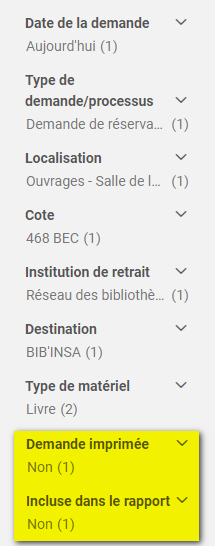 Date de la demande
Aujourd'hui (1)
Type de
demande/processus
Demande de réserva... (1)
Localisation
Ouvrages - Salle de l... (1)
Cote
468 BEC (1)
Institution de retrait
Réseau des bibliothè... (1)
Destination
BIB'INSA (1)
Type de matériel
Livre (2)
Demande imprimée
Non (1)
Incluse dans le rapport
Non (1)